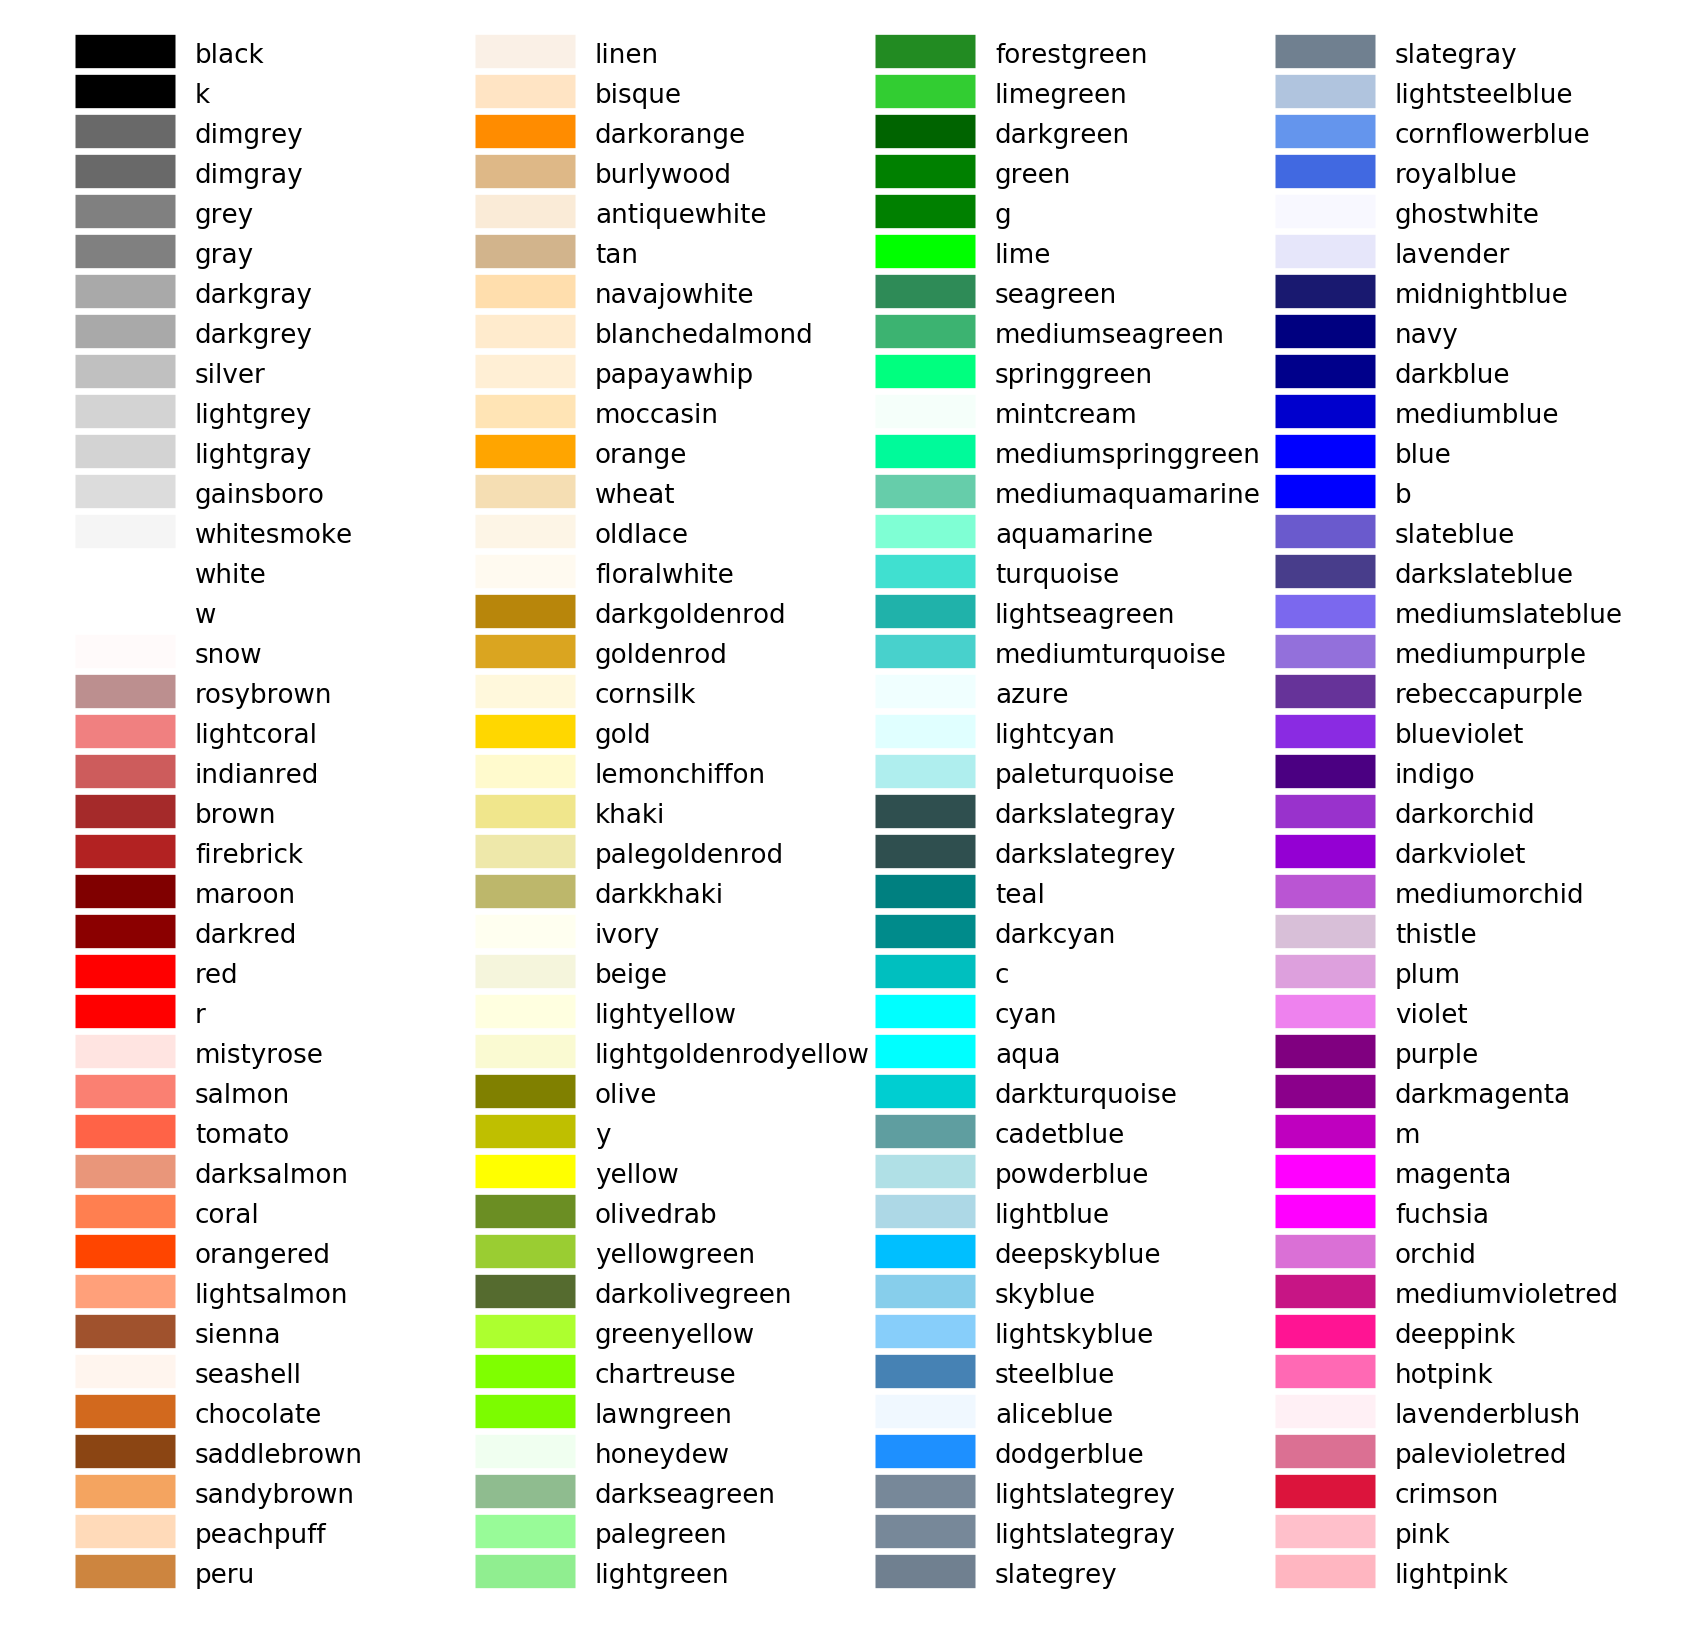 black
k
dimgrey
dimgray
grey
gray
darkgray
darkgrey
silver
lightgrey
lightgray
gainsboro
whitesmoke
white
w
snow
rosybrown
lightcoral
indianred
brown
firebrick
maroon
darkred
red
r
mistyrose
salmon
tomato
darksalmon
coral
orangered
lightsalmon
sienna
seashell
chocolate
saddlebrown
sandybrown
peachpuff
peru
linen
bisque
darkorange
burlywood
antiquewhite
tan
navajowhite
blanchedalmond
papayawhip
moccasin
orange
wheat
oldlace
floralwhite
darkgoldenrod
goldenrod
cornsilk
gold
lemonchiffon
khaki
palegoldenrod
darkkhaki
ivory
beige
lightyellow
lightgoldenrodyellow
olive
y
yellow
olivedrab
yellowgreen
darkolivegreen
greenyellow
chartreuse
lawngreen
honeydew
darkseagreen
palegreen
lightgreen
forestgreen
limegreen
darkgreen
green
g
lime
seagreen
mediumseagreen
springgreen
mintcream
mediumspringgreen
mediumaquamarine
aquamarine
turquoise
lightseagreen
mediumturquoise
azure
lightcyan
paleturquoise
darkslategray
darkslategrey
teal
darkcyan
c
cyan
aqua
darkturquoise
cadetblue
powderblue
lightblue
deepskyblue
skyblue
lightskyblue
steelblue
aliceblue
dodgerblue
lightslategrey
lightslategray
slategrey
slategray
lightsteelblue
cornflowerblue
royalblue
ghostwhite
lavender
midnightblue
navy
darkblue
mediumblue
blue
b
slateblue
darkslateblue
mediumslateblue
mediumpurple
rebeccapurple
blueviolet
indigo
darkorchid
darkviolet
mediumorchid
thistle
plum
violet
purple
darkmagenta
m
magenta
fuchsia
orchid
mediumvioletred
deeppink
hotpink
lavenderblush
palevioletred
crimson
pink
lightpink